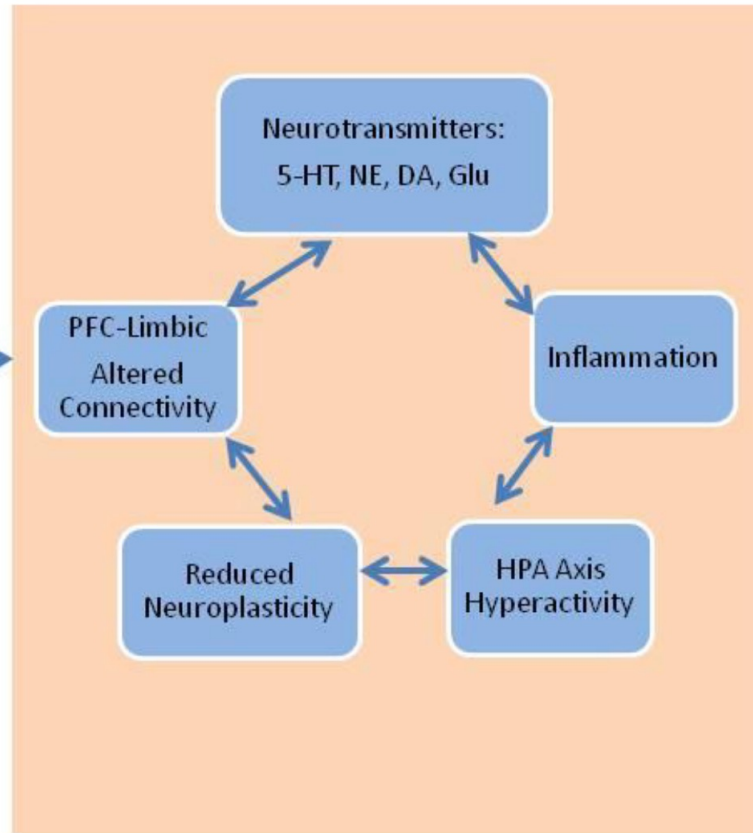 Neurotransmitters:
5-HT, NE, DA, Glu
PFC-Limbic
Altered
Connectivity
Inflammation
Reduced
Neuroplasticity
HPA Axis
Hyperactivity